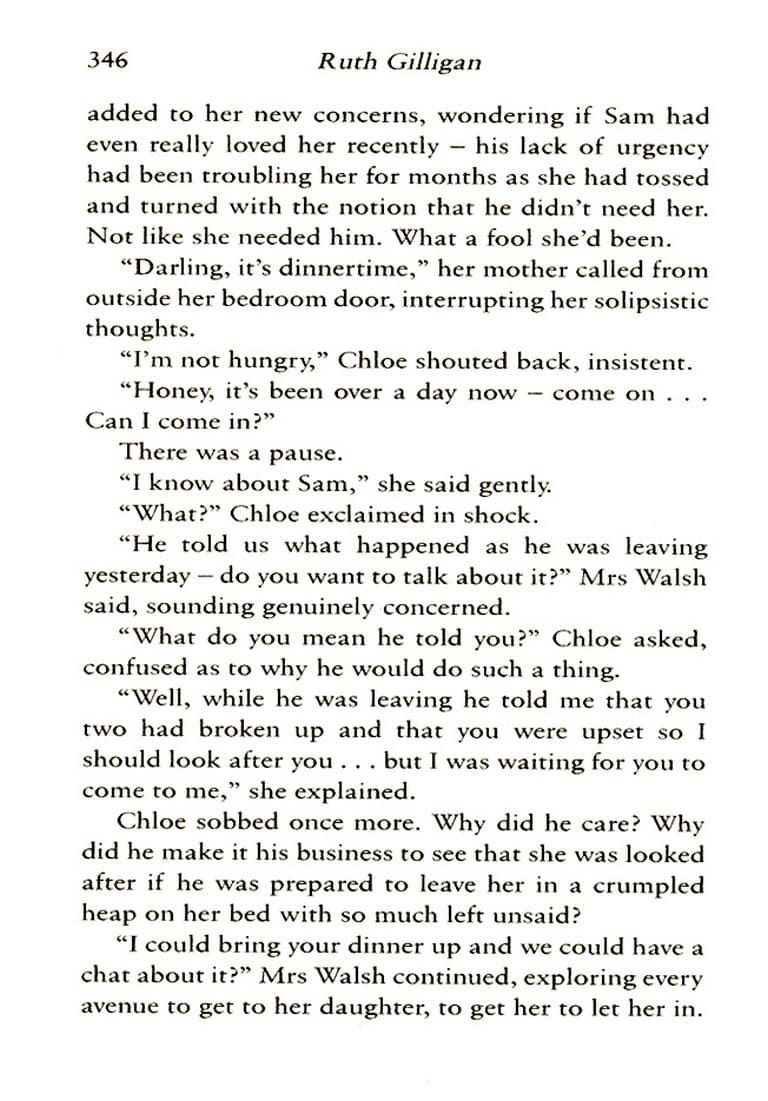 346 Ruth Gilligan
added to her new concerns, wondering if Sam had
even really loved her recently – his lack of urgency
had been troubling her for months as she had tossed
and turned with the notion that he didn’t need her.
Not like she needed him. What a fool she’d been.
“Darling, it’s dinnertime,” her mother called from
outside her bedroom door, interrupting her solipsistic
thoughts.
“I’m not hungry,” Chloe shouted back, insistent.
“Honey, it’s been over a day now – come on . . .
Can I come in?”
There was a pause.
“I know about Sam,” she said gently.
“What?” Chloe exclaimed in shock.
“He told us what happened as he was leaving
yesterday – do you want to talk about it?” Mrs Walsh
said, sounding genuinely concerned.
“What do you mean he told you?” Chloe asked,
confused as to why he would do such a thing.
“Well, while he was leaving he told me that you
two had broken up and that you were upset so I
should look after you . . . but I was waiting for you to
come to me,” she explained.
Chloe sobbed once more. Why did he care? Why
did he make it his business to see that she was looked
after if he was prepared to leave her in a crumpled
heap on her bed with so much left unsaid?
“I could bring your dinner up and we could have a
chat about it?” Mrs Walsh continued, exploring every
avenue to get to her daughter, to get her to let her in.